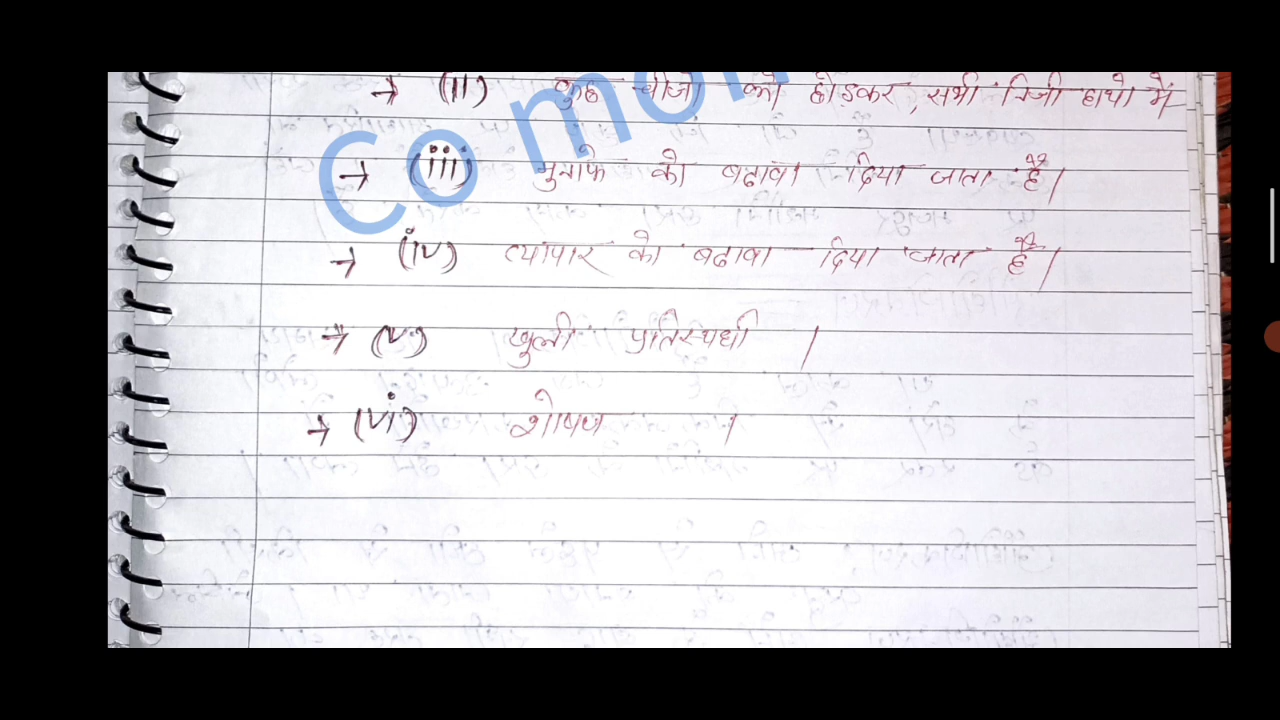 → (ii) कुछ चीजों को छोड़कर, सभी निजी हाथों में
→ (iii) मुनाफे को बढावा दिया जाता है।
→ (iv) व्यापार को बढावा दिया जाता है।
→ (v) खुली प्रतिस्पर्धा ।
→ (vi) शोषण ।